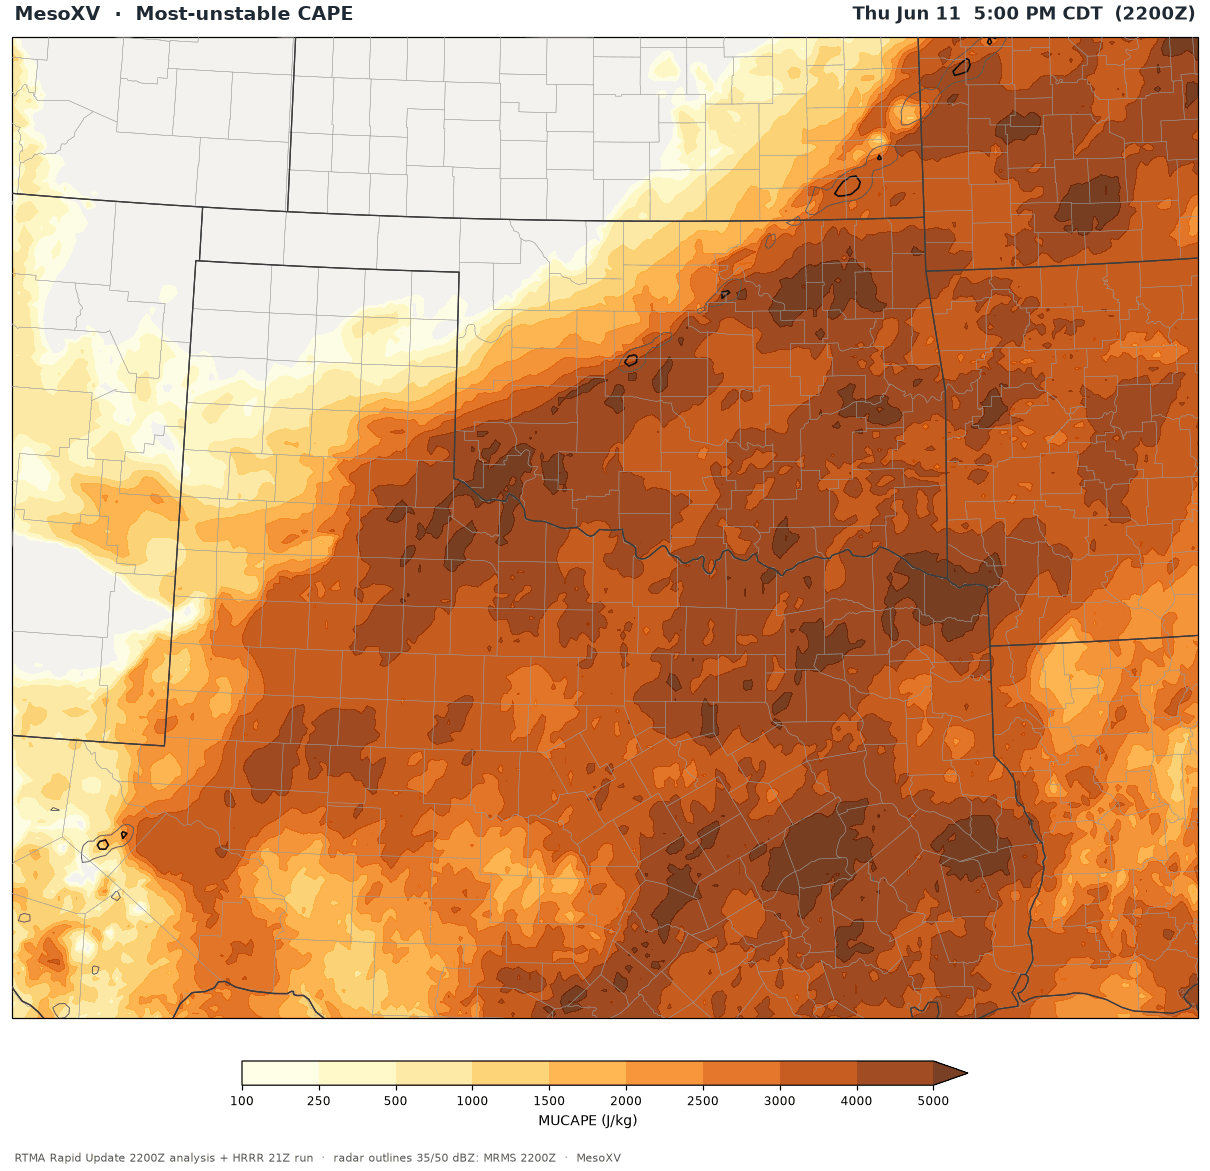 MesoXV · Most-unstable CAPE
Thu Jun 11 5:00 PM CDT (2200Z)
100 250 500 1000 1500 2000 2500 3000 4000 5000
MUCAPE (J/kg)
RTMA Rapid Update 2200Z analysis + HRRR 21Z run · radar outlines 35/50 dBZ: MRMS 2200Z · MesoXV